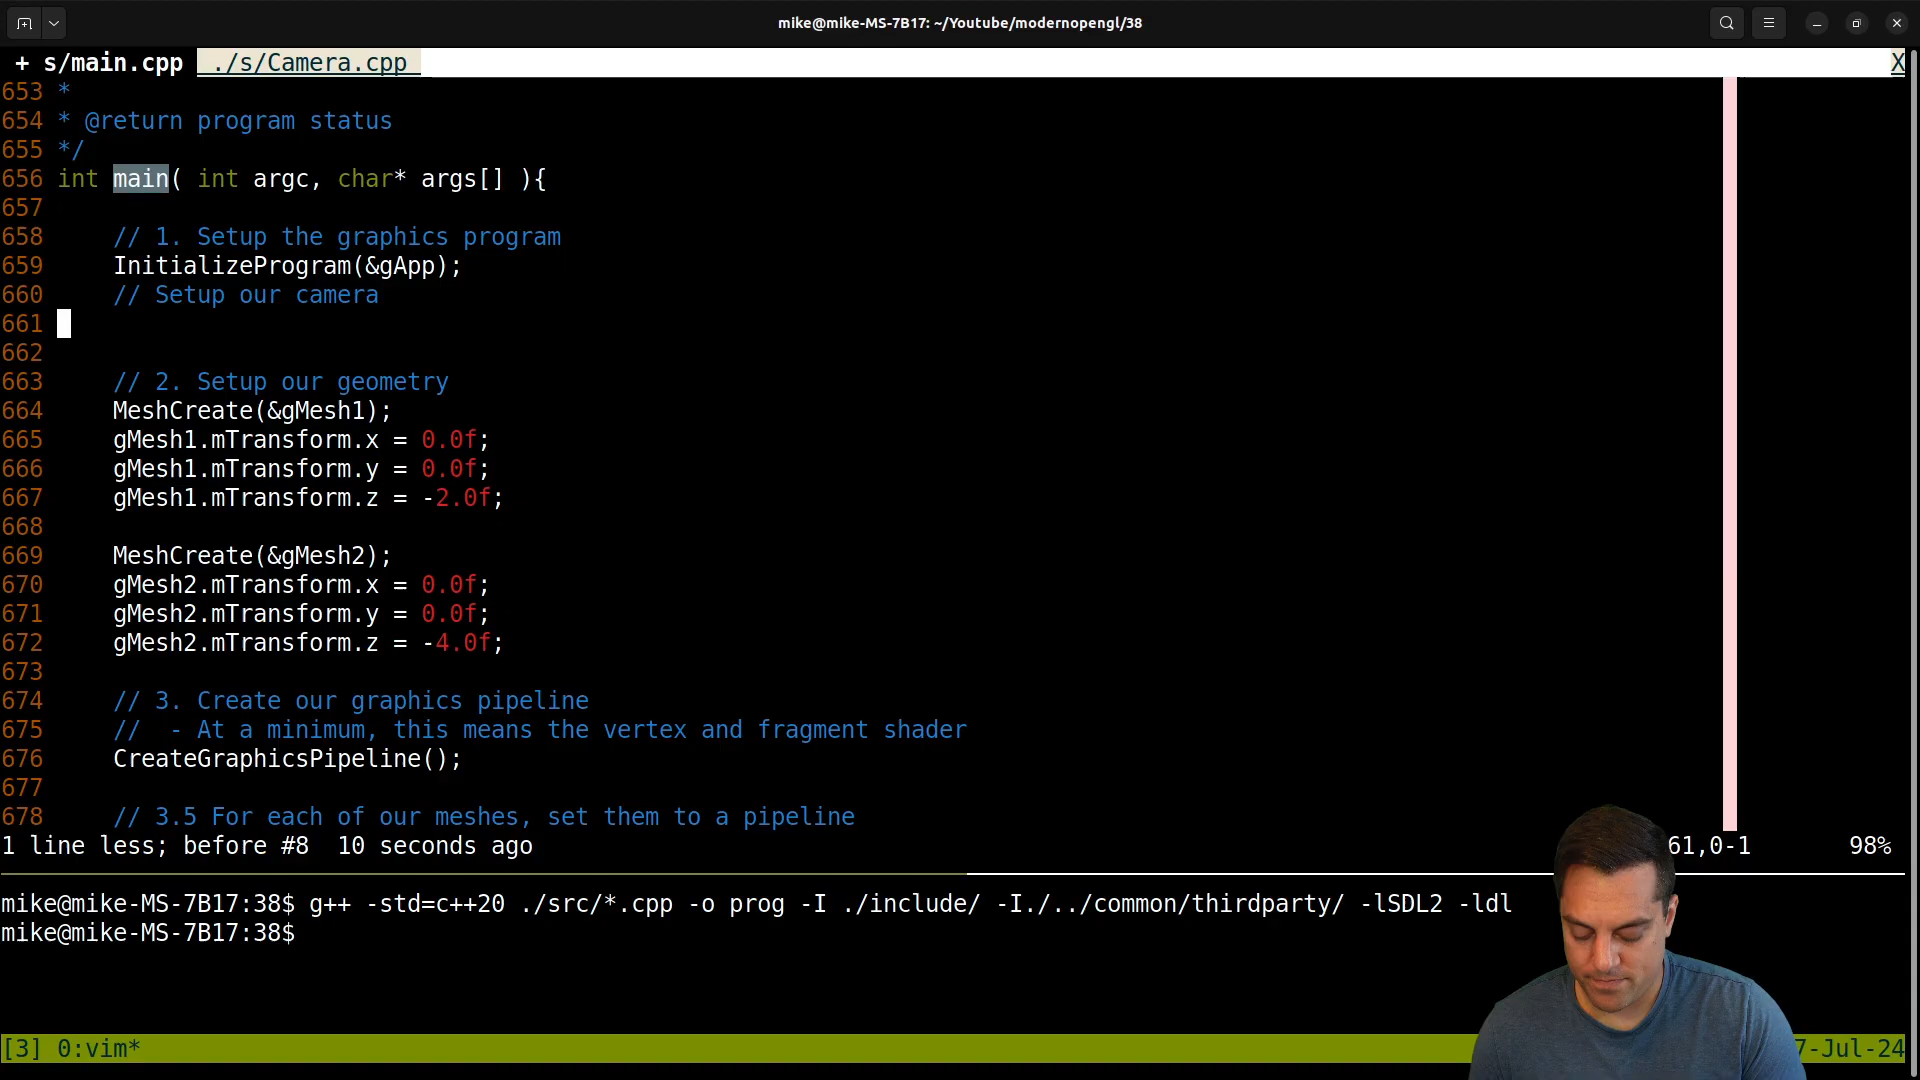 mike@mike-MS-7B17: ~/Youtube/modernopengl/38
+ s/main.cpp  ./s/Camera.cpp  X
653 *
654 * @return program status
655 */
656 int main( int argc, char* args[] ){
657
658     // 1. Setup the graphics program
659     InitializeProgram(&gApp);
660     // Setup our camera
661
662
663     // 2. Setup our geometry
664     MeshCreate(&gMesh1);
665     gMesh1.mTransform.x = 0.0f;
666     gMesh1.mTransform.y = 0.0f;
667     gMesh1.mTransform.z = -2.0f;
668
669     MeshCreate(&gMesh2);
670     gMesh2.mTransform.x = 0.0f;
671     gMesh2.mTransform.y = 0.0f;
672     gMesh2.mTransform.z = -4.0f;
673
674     // 3. Create our graphics pipeline
675     //  - At a minimum, this means the vertex and fragment shader
676     CreateGraphicsPipeline();
677
678     // 3.5 For each of our meshes, set them to a pipeline
1 line less; before #8  10 seconds ago  61,0-1  98%
mike@mike-MS-7B17:38$ g++ -std=c++20 ./src/*.cpp -o prog -I ./include/ -I./../common/thirdparty/ -lSDL2 -ldl
mike@mike-MS-7B17:38$
[3] 0:vim*  7-Jul-24